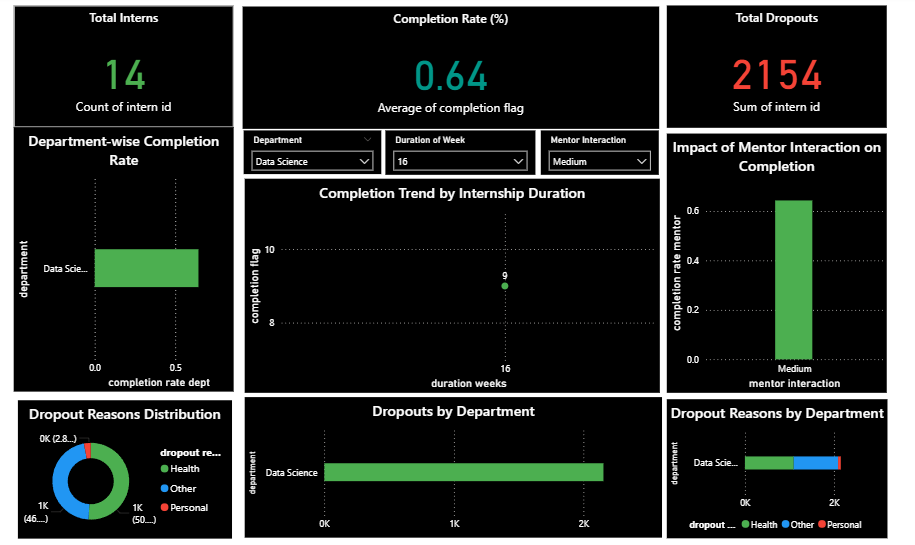 Total Interns
14
Count of intern id
Completion Rate (%)
0.64
Average of completion flag
Total Dropouts
2154
Sum of intern id
Department
Data Science
Duration of Week
16
Mentor Interaction
Medium
Department-wise Completion
Rate
department
Data Scie...
0.0 0.5
completion rate dept
Completion Trend by Internship Duration
completion flag
10
9
8
16
duration weeks
Impact of Mentor Interaction on
Completion
completion rate mentor
0.6
0.4
0.2
0.0
Medium
mentor interaction
Dropout Reasons Distribution
0K (2.8...)
1K
(46....)
1K
(50....)
dropout re...
Health
Other
Personal
Dropouts by Department
department
Data Science
0K 1K 2K
Dropout Reasons by Department
department
Data Scie...
0K 2K
dropout ... Health Other Personal